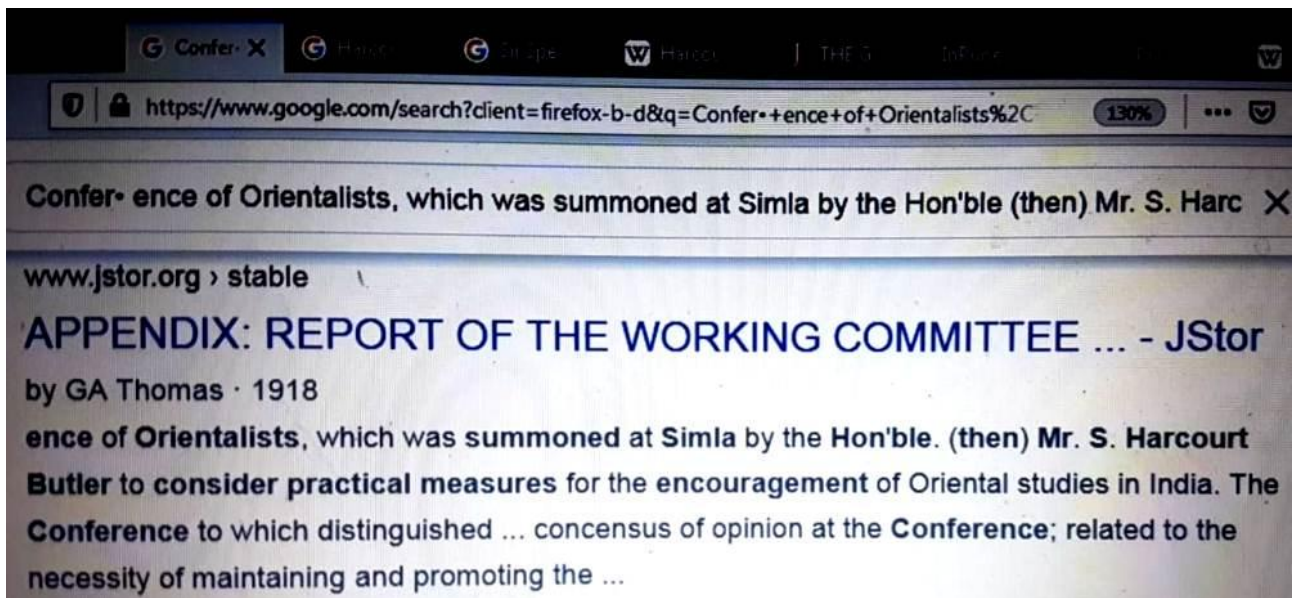 Confer•
THE G
https://www.google.com/search?client=firefox-b-d&q=Confer•+ence+of+Orientalists%2C
130%
Confer• ence of Orientalists, which was summoned at Simla by the Hon'ble (then) Mr. S. Harc
www.jstor.org › stable
APPENDIX: REPORT OF THE WORKING COMMITTEE ... - JStor
by GA Thomas · 1918
ence of Orientalists, which was summoned at Simla by the Hon'ble. (then) Mr. S. Harcourt
Butler to consider practical measures for the encouragement of Oriental studies in India. The
Conference to which distinguished ... concensus of opinion at the Conference; related to the
necessity of maintaining and promoting the ...